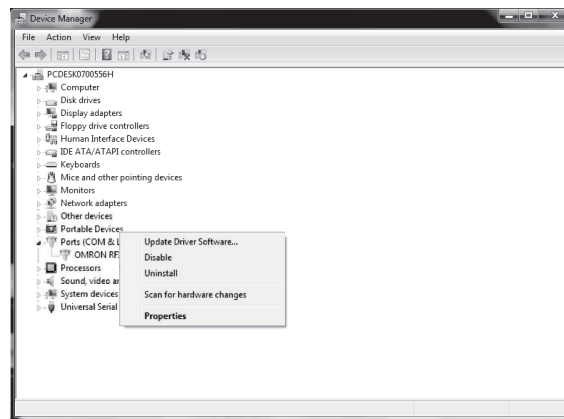 Device Manager
File Action View Help
PCDESK0700556H
Computer
Disk drives
Display adapters
Floppy drive controllers
Human Interface Devices
IDE ATA/ATAPI controllers
Keyboards
Mice and other pointing devices
Monitors
Network adapters
Other devices
Portable Devices
Ports (COM & L
OMRON RF
Processors
Sound, video ar
System devices
Universal Serial
Update Driver Software...
Disable
Uninstall
Scan for hardware changes
Properties